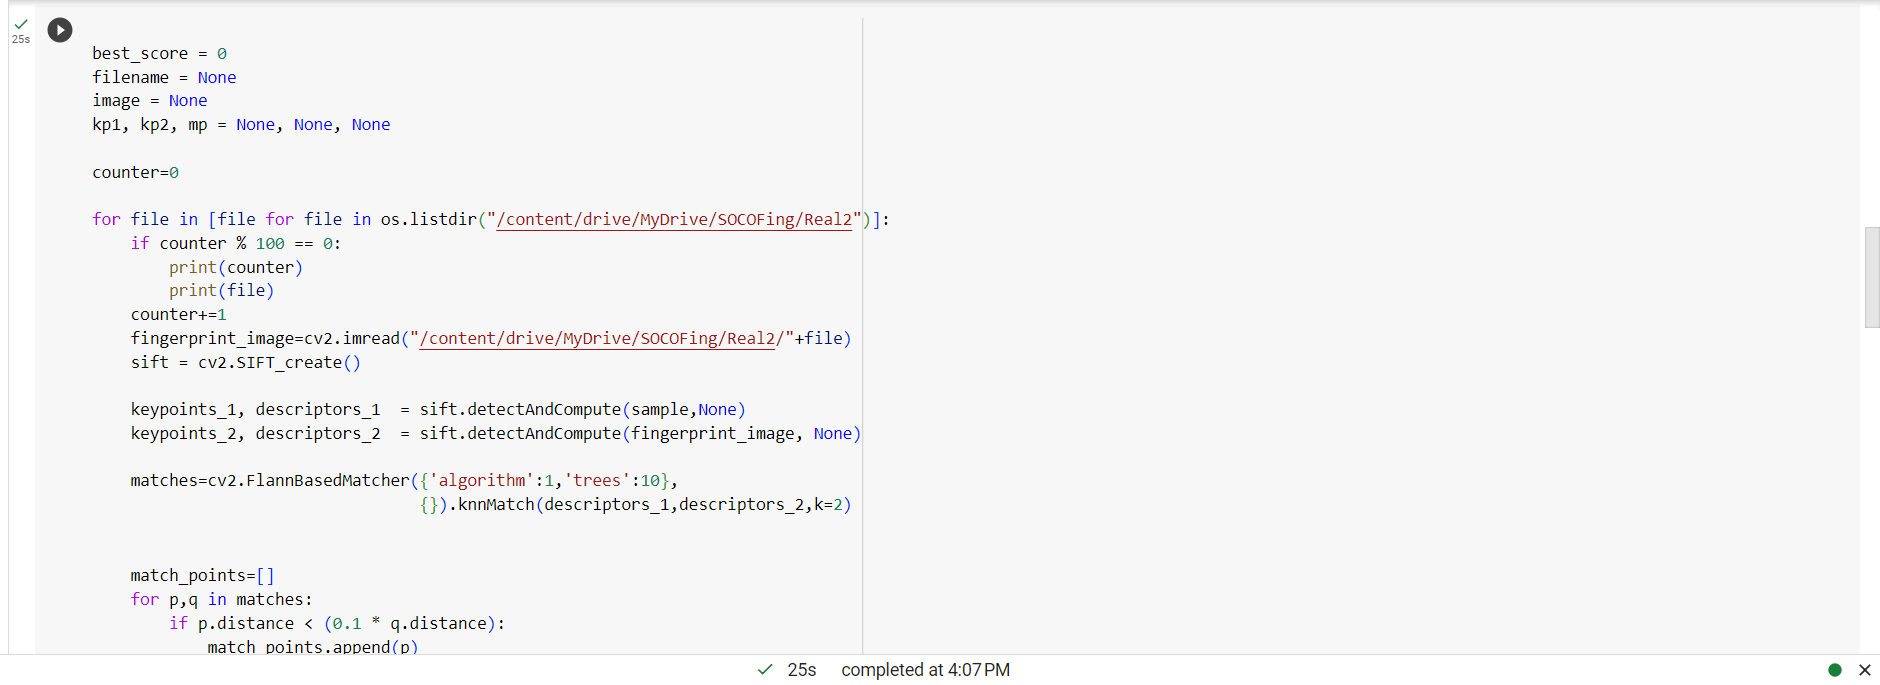 25s
best_score = 0
filename = None
image = None
kp1, kp2, mp = None, None, None
counter=0
for file in [file for file in os.listdir("/content/drive/MyDrive/SOCOFing/Real2")]:
    if counter % 100 == 0:
        print(counter)
        print(file)
    counter+=1
    fingerprint_image=cv2.imread("/content/drive/MyDrive/SOCOFing/Real2/"+file)
    sift = cv2.SIFT_create()
    keypoints_1, descriptors_1  = sift.detectAndCompute(sample,None)
    keypoints_2, descriptors_2  = sift.detectAndCompute(fingerprint_image, None)
    matches=cv2.FlannBasedMatcher({'algorithm':1,'trees':10},
                                  {}).knnMatch(descriptors_1,descriptors_2,k=2)
    match_points=[]
    for p,q in matches:
        if p.distance < (0.1 * q.distance):
            match_points.append(p)
25s completed at 4:07 PM